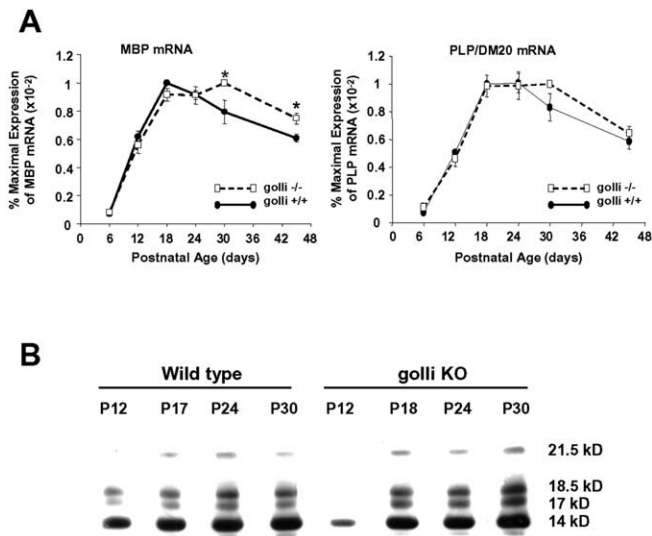 A
MBP mRNA
PLP/DM20 mRNA
% Maximal Expression
of MBP mRNA (x10-2)
1.2
1
0.8
0.6
0.4
0.2
0
* *
golli -/-
golli +/+
0 6 12 18 24 30 36 42 48
Postnatal Age (days)
% Maximal Expression
of PLP mRNA (x10-2)
1.2
1
0.8
0.6
0.4
0.2
0
golli -/-
golli +/+
0 6 12 18 24 30 36 42 48
Postnatal Age (days)
B
Wild type golli KO
P12 P17 P24 P30 P12 P18 P24 P30
21.5 kD
18.5 kD
17 kD
14 kD